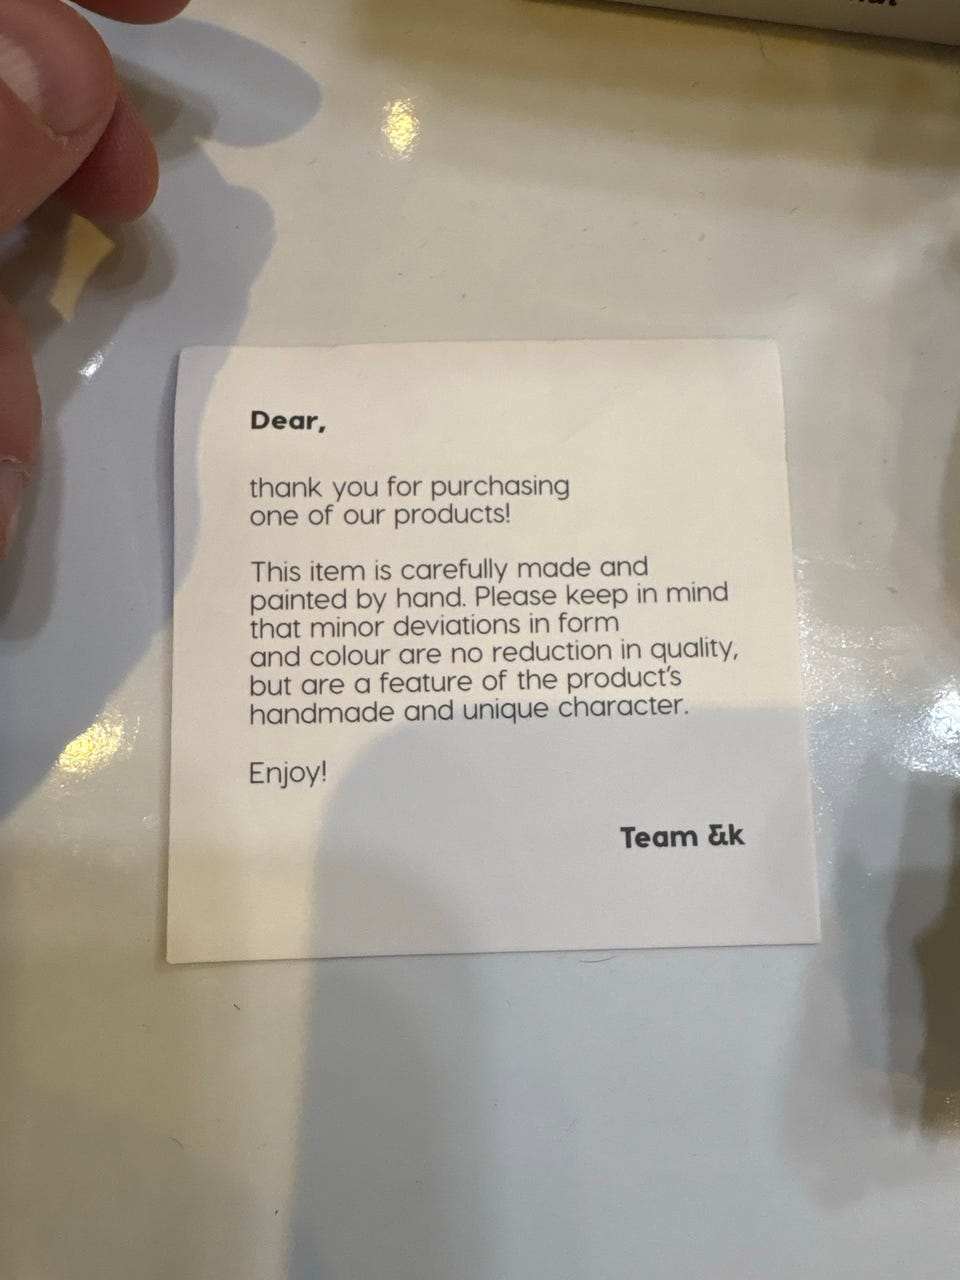 Dear,
thank you for purchasing
one of our products!
This item is carefully made and
painted by hand. Please keep in mind
that minor deviations in form
and colour are no reduction in quality,
but are a feature of the product's
handmade and unique character.
Enjoy!
Team &k